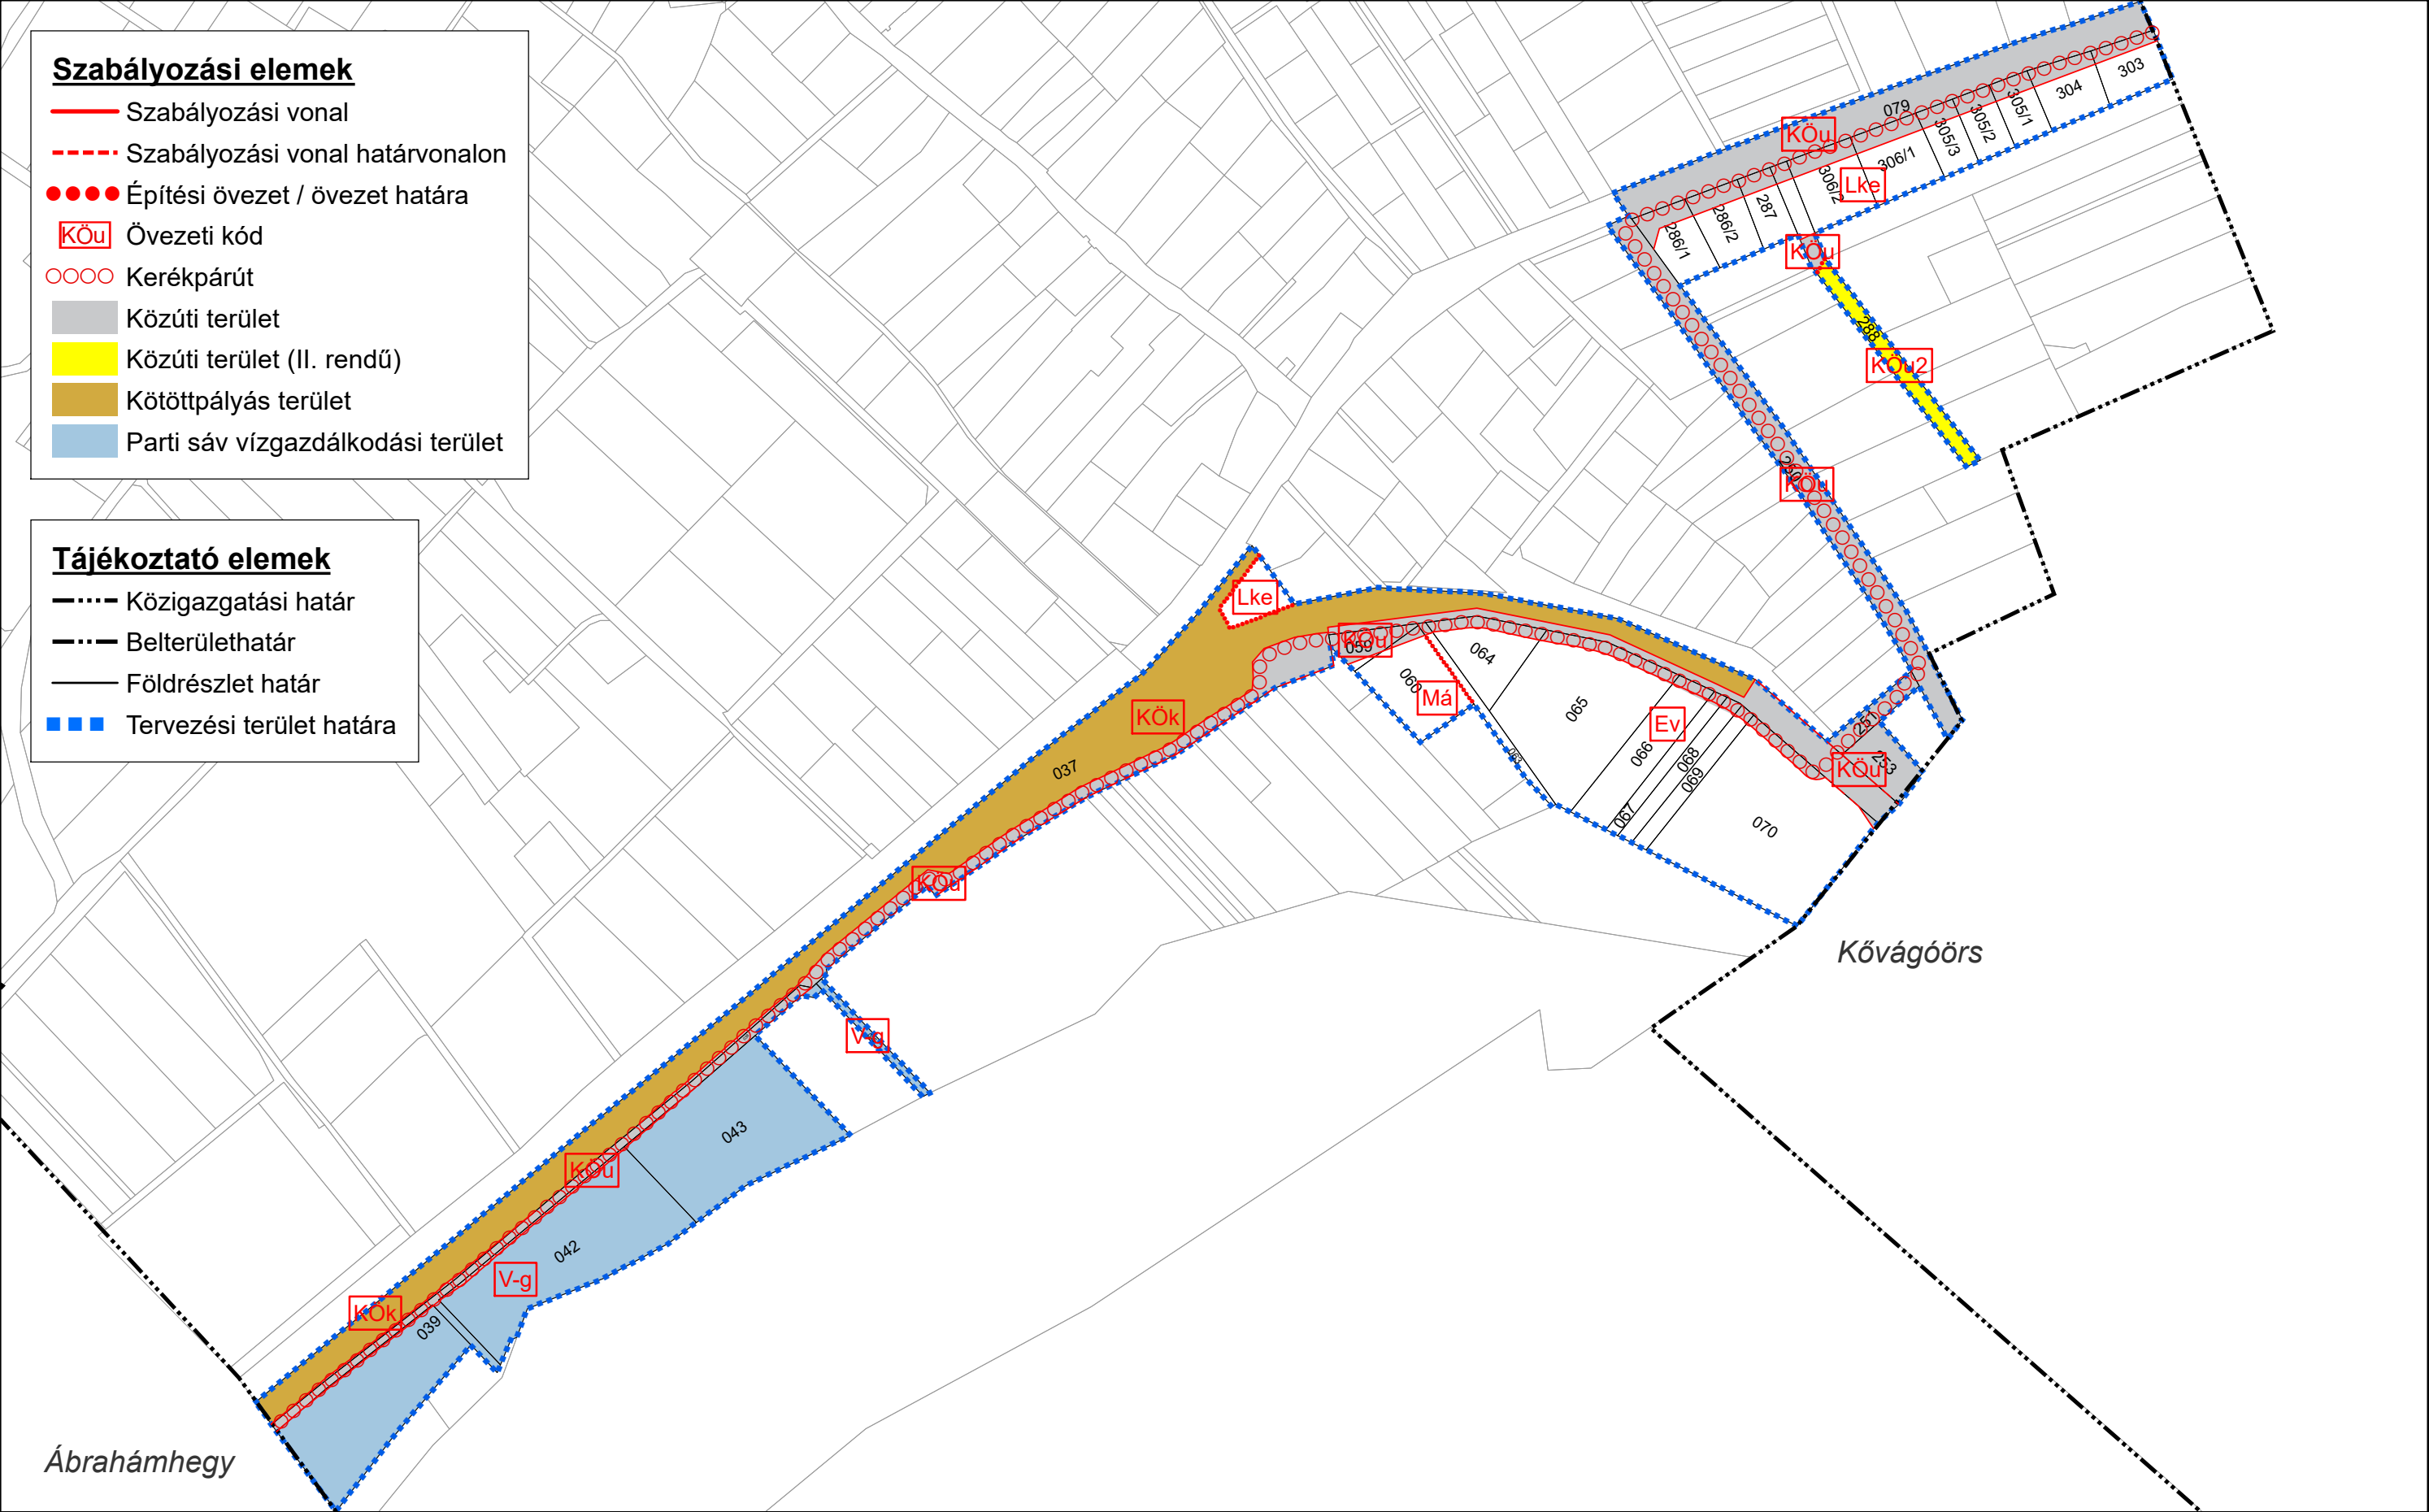 Szabályozási elemek
Szabályozási vonal
Szabályozási vonal határvonalon
Építési övezet / övezet határa
KÖu Övezeti kód
Kerékpárút
Közúti terület
Közúti terület (II. rendű)
Kötöttpályás terület
Parti sáv vízgazdálkodási terület
Tájékoztató elemek
Közigazgatási határ
Belterülethatár
Földrészlet határ
Tervezési terület határa
303
304
079
305/1
305/2
305/3
KÖu
306/1
306/2
Lke
287
286/2
286/1
KÖu
288
KÖu2
250
KÖu
Lke
KÖu
059
064
060
Má
065
Ev
KÖk
066
068
069
067
063
070
251
253
KÖu
037
KÖu
Kővágóörs
V-g
043
KÖu
042
V-g
KÖk
039
Ábrahámhegy